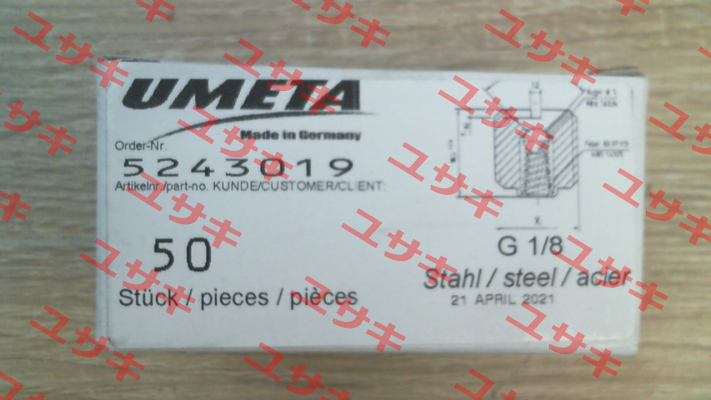 UMETA
Made in Germany
Order-Nr.
5243019
Artikelnr./part-no. KUNDE/CUSTOMER/CLIENT:
50
Stück / pieces / pièces
X
G 1/8
Stahl / steel / acier
21 APRIL 2021
ユサキ